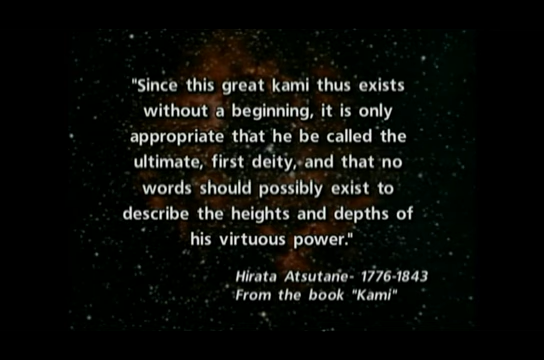 "Since this great kami thus exists
without a beginning, it is only
appropriate that he be called the
ultimate, first deity, and that no
words should possibly exist to
describe the heights and depths of
his virtuous power."
Hirata Atsutane- 1776-1843
From the book "Kami"